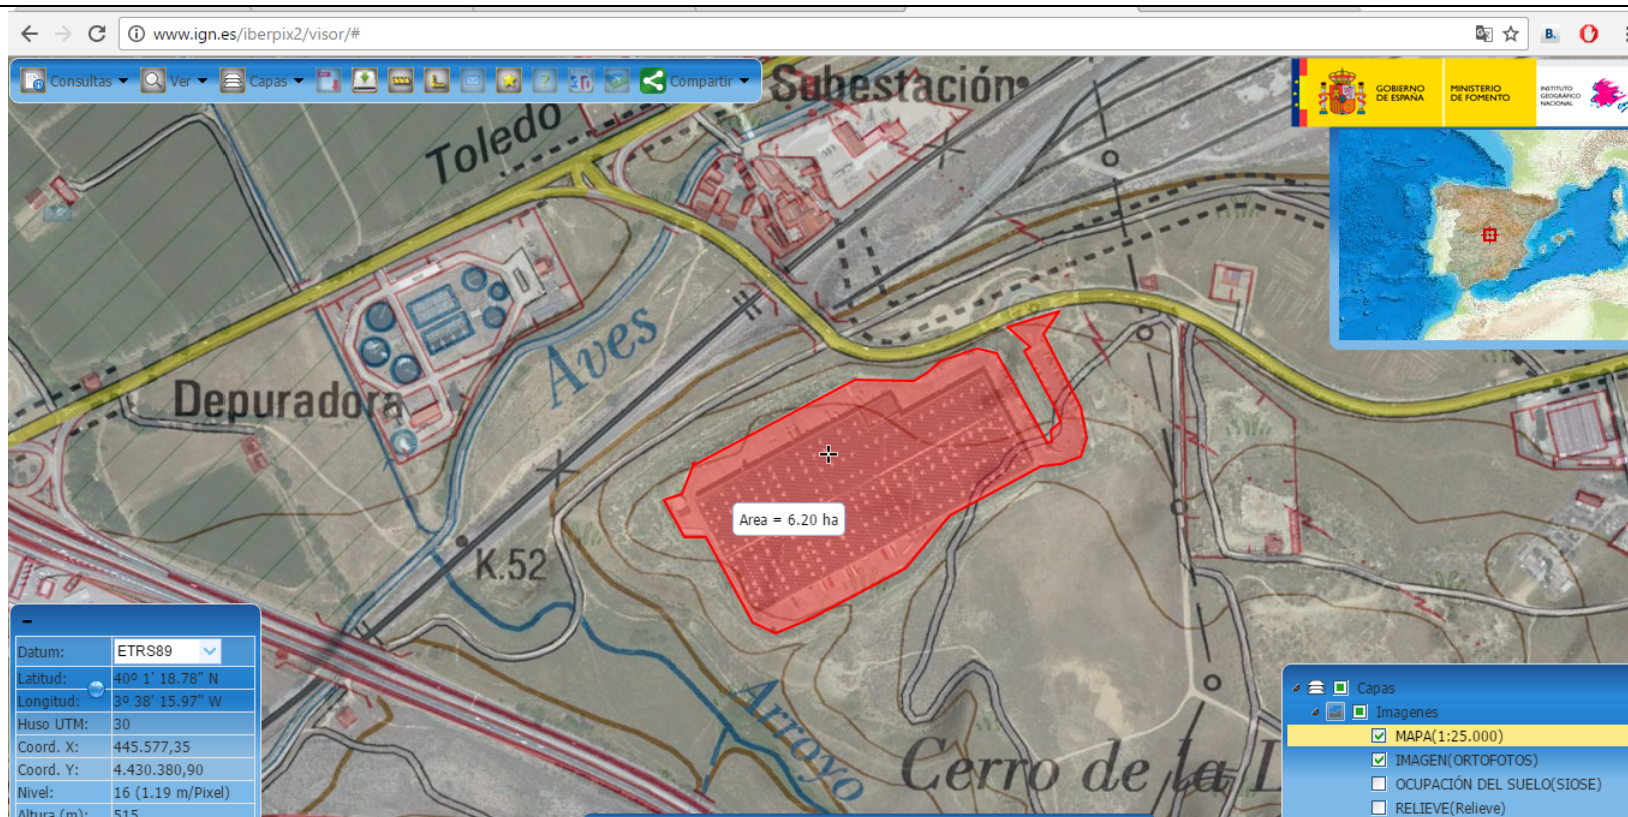 www.ign.es/iberpix2/visor/#
B.
Consultas
Ver
Capas
?
3D
Compartir
GOBIERNO
DE ESPAÑA
MINISTERIO
DE FOMENTO
INSTITUTO
GEOGRÁFICO
NACIONAL
Subestación
Toledo
Aves
Depuradora
Area = 6.20 ha
K.52
Arroyo
Cerro de la L
-
Datum:
ETRS89
Latitud:
40º 1' 18.78" N
Longitud:
3º 38' 15.97" W
Huso UTM:
30
Coord. X:
445.577,35
Coord. Y:
4.430.380,90
Nivel:
16 (1.19 m/Pixel)
Altura (m):
515
Capas
Imagenes
MAPA(1:25.000)
IMAGEN(ORTOFOTOS)
OCUPACIÓN DEL SUELO(SIOSE)
RELIEVE(Relieve)